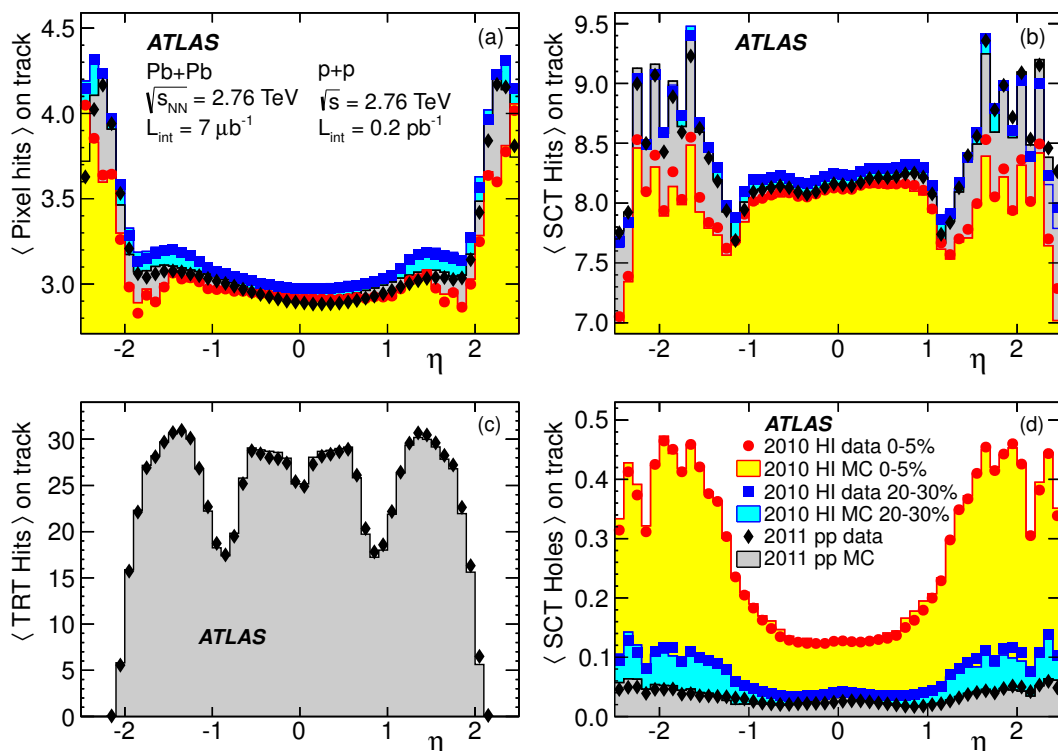 (a)
ATLAS
Pb+Pb
√sNN = 2.76 TeV
Lint = 7 μb-1
p+p
√s = 2.76 TeV
Lint = 0.2 pb-1
⟨ Pixel hits ⟩ on track
4.5
4.0
3.5
3.0
-2 -1 0 1 2
η
(b)
ATLAS
⟨ SCT Hits ⟩ on track
9.5
9.0
8.5
8.0
7.5
7.0
-2 -1 0 1 2
η
(c)
⟨ TRT Hits ⟩ on track
30
25
20
15
10
5
0
ATLAS
-2 -1 0 1 2
η
(d)
⟨ SCT Holes ⟩ on track
0.5
0.4
0.3
0.2
0.1
0.0
ATLAS
2010 HI data 0-5%
2010 HI MC 0-5%
2010 HI data 20-30%
2010 HI MC 20-30%
2011 pp data
2011 pp MC
-2 -1 0 1 2
η